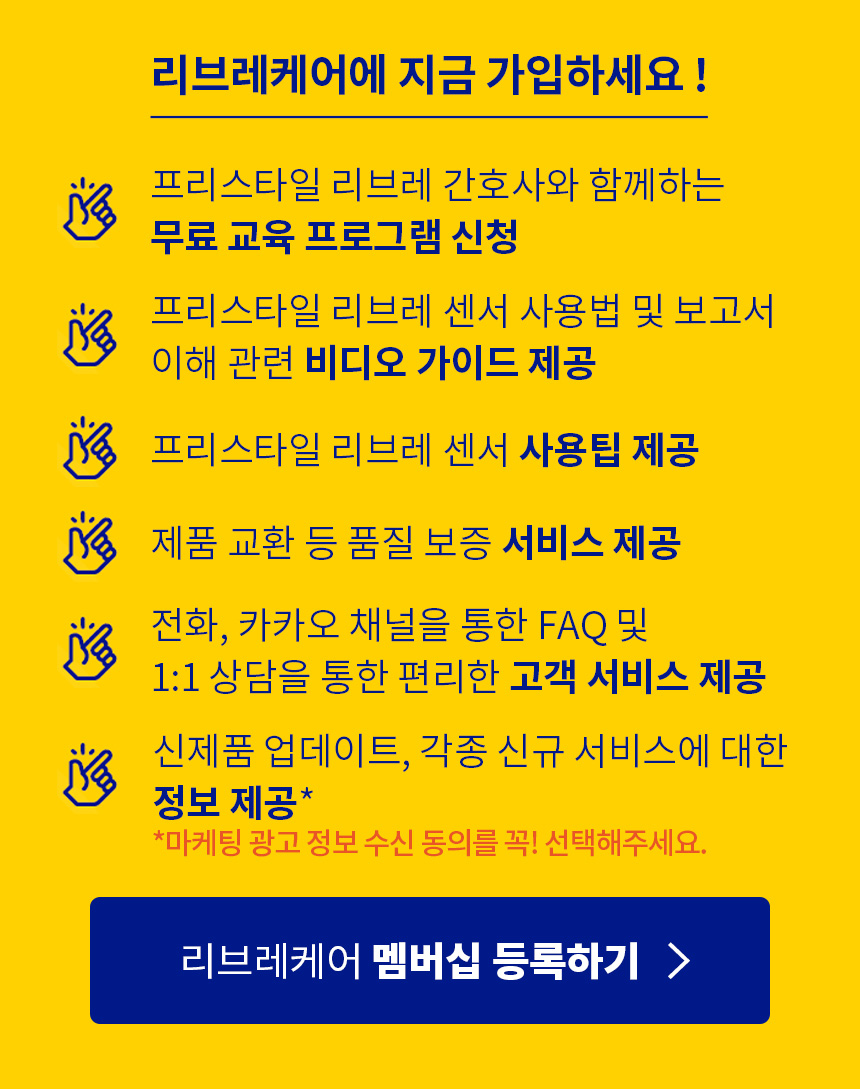 리브레케어에 지금 가입하세요 !
프리스타일 리브레 간호사와 함께하는
무료 교육 프로그램 신청
프리스타일 리브레 센서 사용법 및 보고서
이해 관련 비디오 가이드 제공
프리스타일 리브레 센서 사용팁 제공
제품 교환 등 품질 보증 서비스 제공
전화, 카카오 채널을 통한 FAQ 및
1:1 상담을 통한 편리한 고객 서비스 제공
신제품 업데이트, 각종 신규 서비스에 대한
정보 제공*
*마케팅 광고 정보 수신 동의를 꼭! 선택해주세요.
리브레케어 멤버십 등록하기